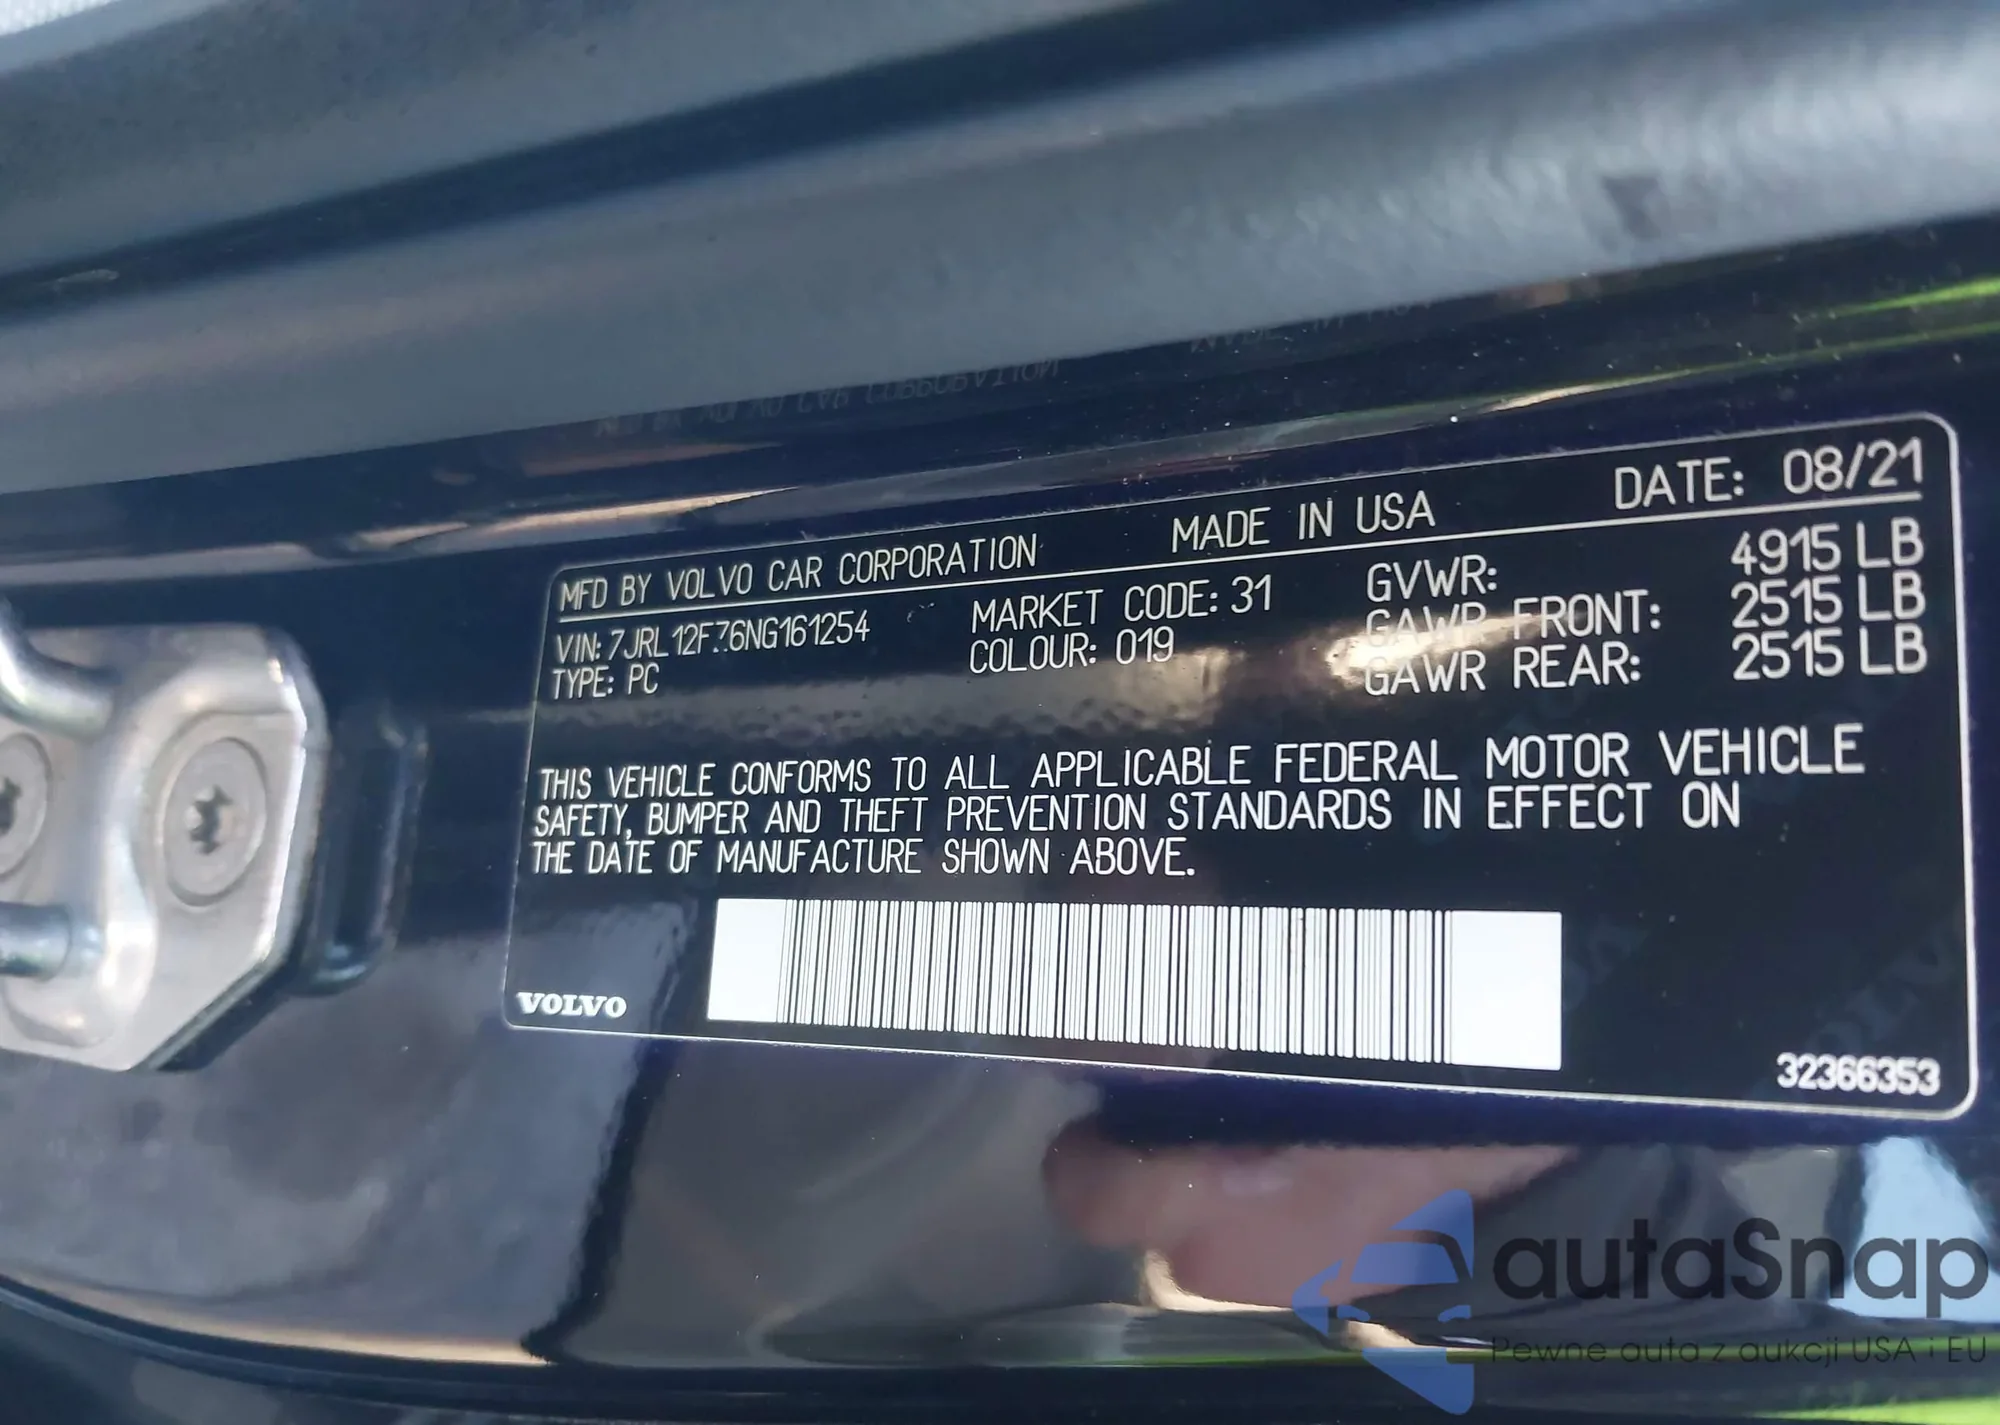 MFD BY VOLVO CAR CORPORATION MADE IN USA DATE: 08/21
VIN: 7JRL12FZ6NG161254 MARKET CODE: 31 GVWR: 4915 LB
TYPE: PC COLOUR: 019 GAWR FRONT: 2515 LB
GAWR REAR: 2515 LB
THIS VEHICLE CONFORMS TO ALL APPLICABLE FEDERAL MOTOR VEHICLE
SAFETY, BUMPER AND THEFT PREVENTION STANDARDS IN EFFECT ON
THE DATE OF MANUFACTURE SHOWN ABOVE.
VOLVO
32366353
autaSnap
Pewne auta z aukcji USA i EU